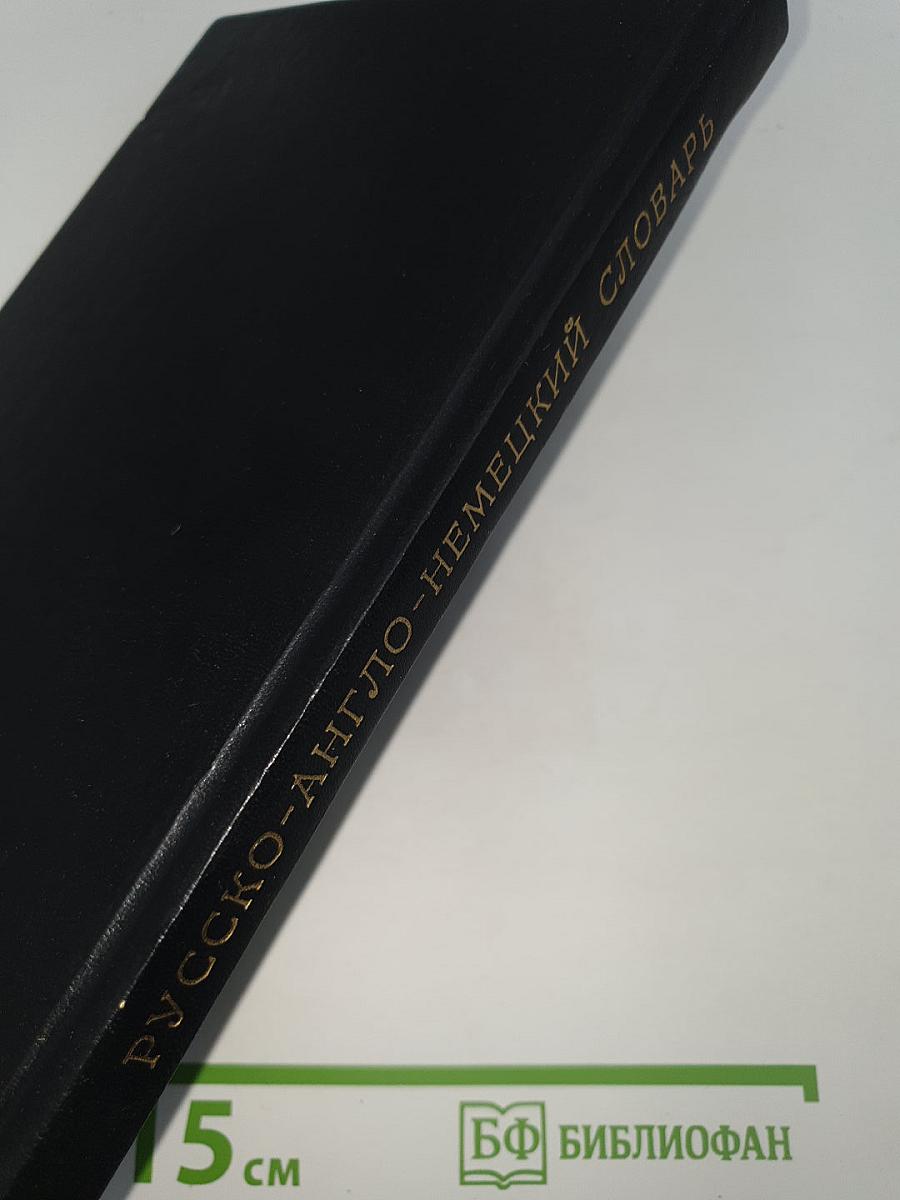 РУССКО-АНГЛО-НЕМЕЦКИЙ СЛОВАРЬ
15 см
БФ БИБЛИОФАН